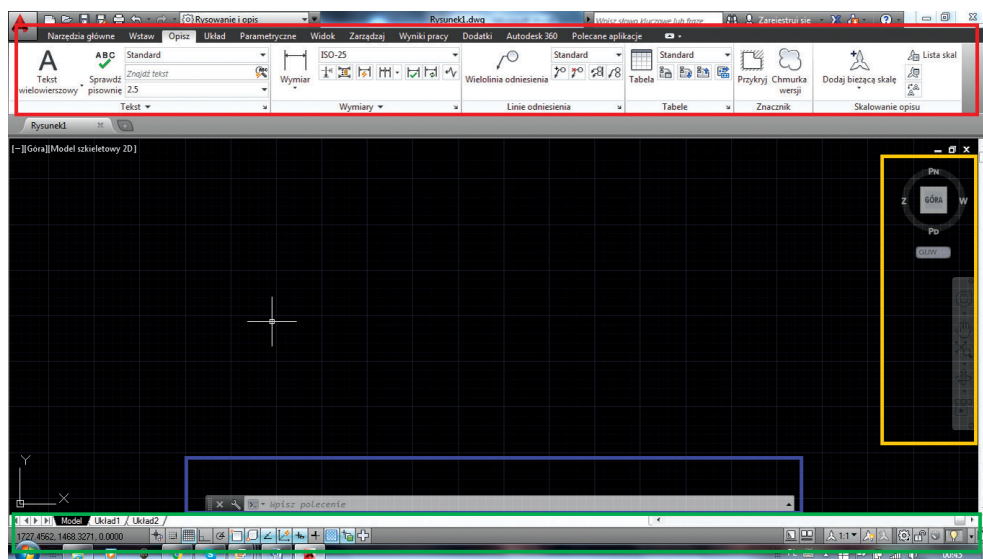 Rysowanie i opis Rysunek1.dwg Wpisz słowo kluczowe lub frazę Zarejestruj się
Narzędzia główne Wstaw Opisz Układ Parametryczne Widok Zarządzaj Wyniki pracy Dodatki Autodesk 360 Polecane aplikacje
A ABC Standard ISO-25 Standard Standard Lista skal
Tekst wielowierszowy
Sprawdź pisownię
Znajdź tekst
2.5
Wymiar
Wielolinia odniesienia
Tabela
Przykryj
Chmurka wersji
Dodaj bieżącą skalę
Tekst Wymiary Linie odniesienia Tabele Znacznik Skalowanie opisu
Rysunek1
[−][Góra][Model szkieletowy 2D]
PN
Z GÓRA W
PD
GUW
Y
X
Wpisz polecenie
Model Układ1 Układ2
1727.4562, 1468.3271, 0.0000 1:1
00:45